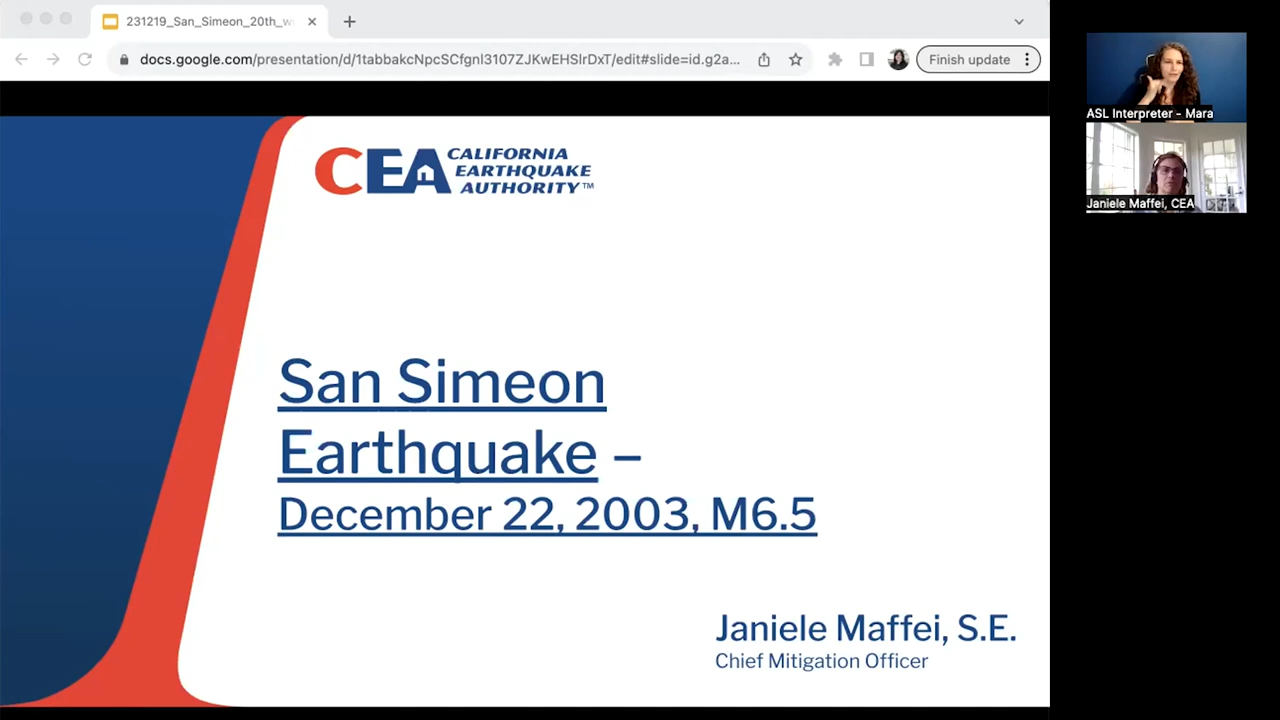 231219_San_Simeon_20th_w
docs.google.com/presentation/d/1tabbakcNpcSCfgnl3107ZJKwEHSlrDxT/edit#slide=id.g2a...
Finish update
CEA CALIFORNIA
EARTHQUAKE
AUTHORITY™
San Simeon
Earthquake –
December 22, 2003, M6.5
Janiele Maffei, S.E.
Chief Mitigation Officer
ASL Interpreter - Mara
Janiele Maffei, CEA